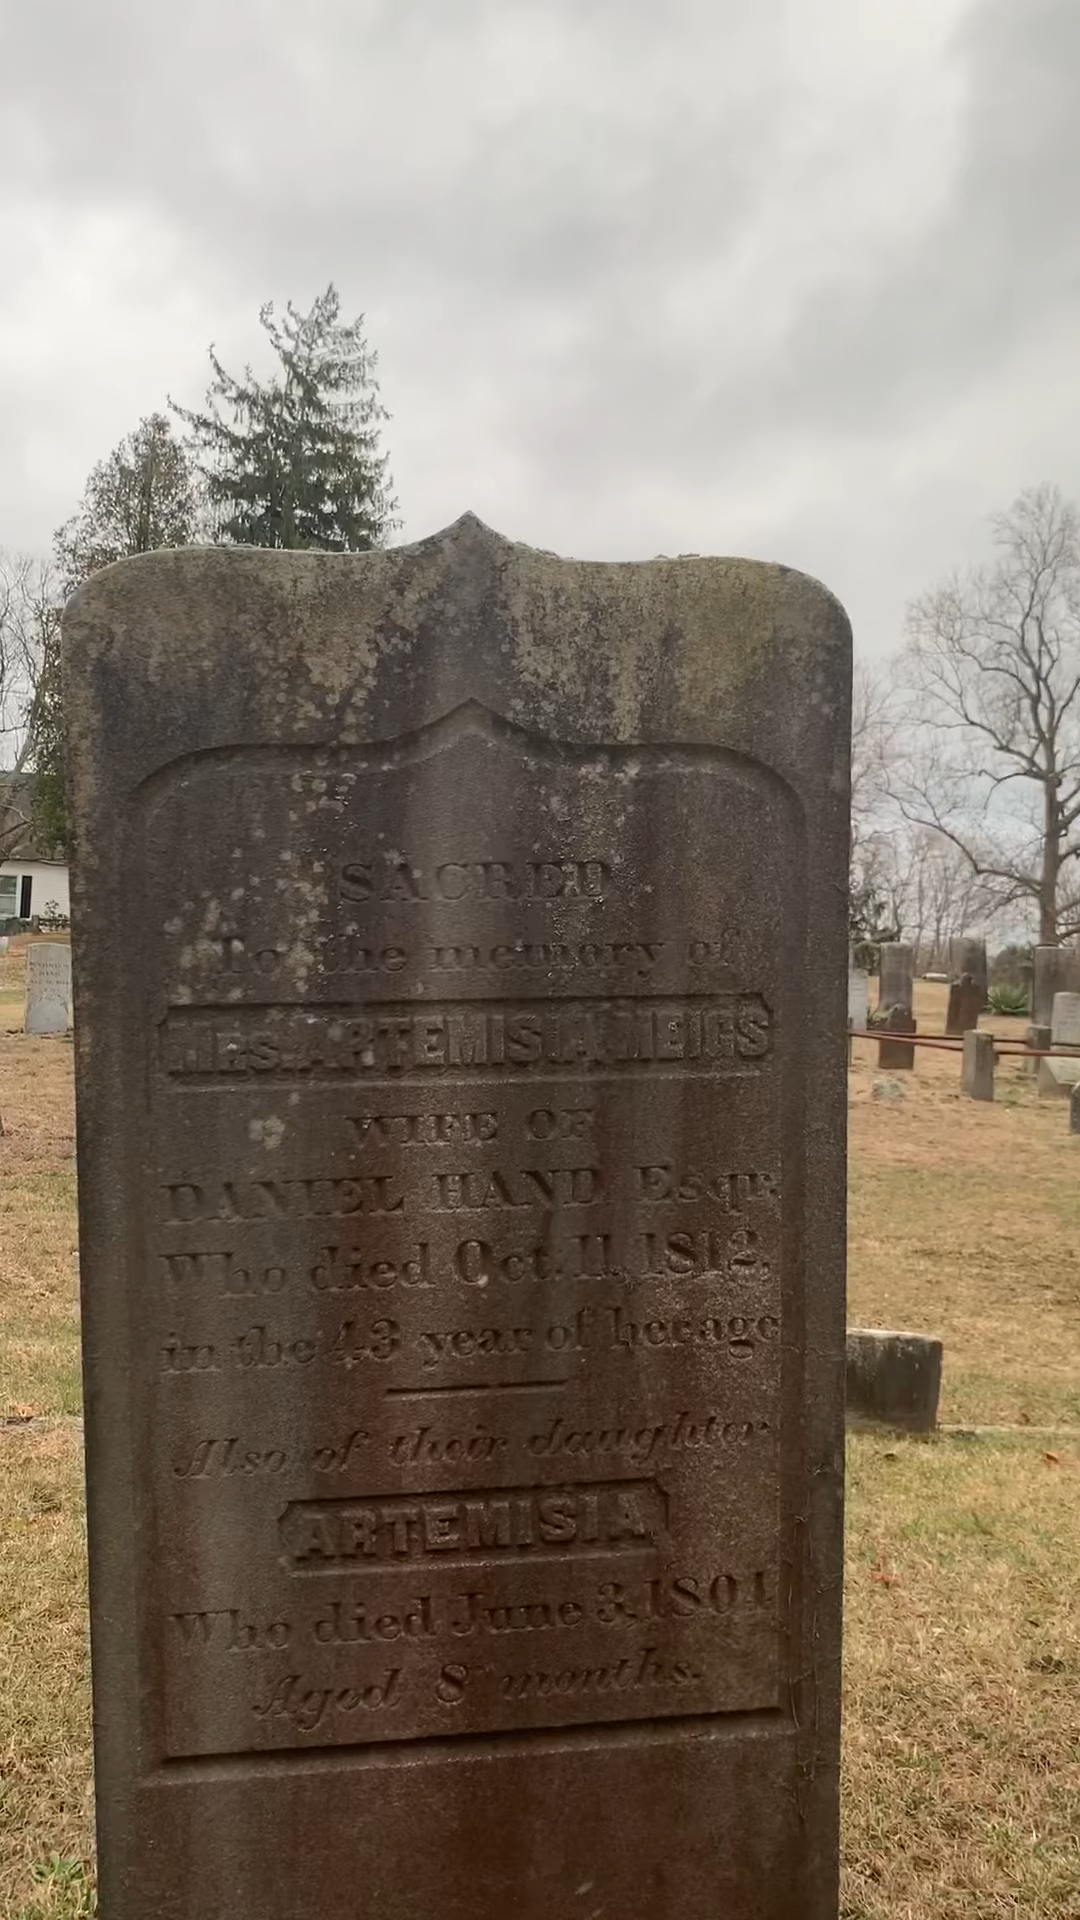 SACRED
To the memory of
MRS. ARTEMISIA MEIGS
WIFE OF
DANIEL HAND Esqr.
Who died Oct. 11, 1812.
in the 43 year of her age
Also of their daughter
ARTEMISIA
Who died June 3, 1804
Aged 8 months.